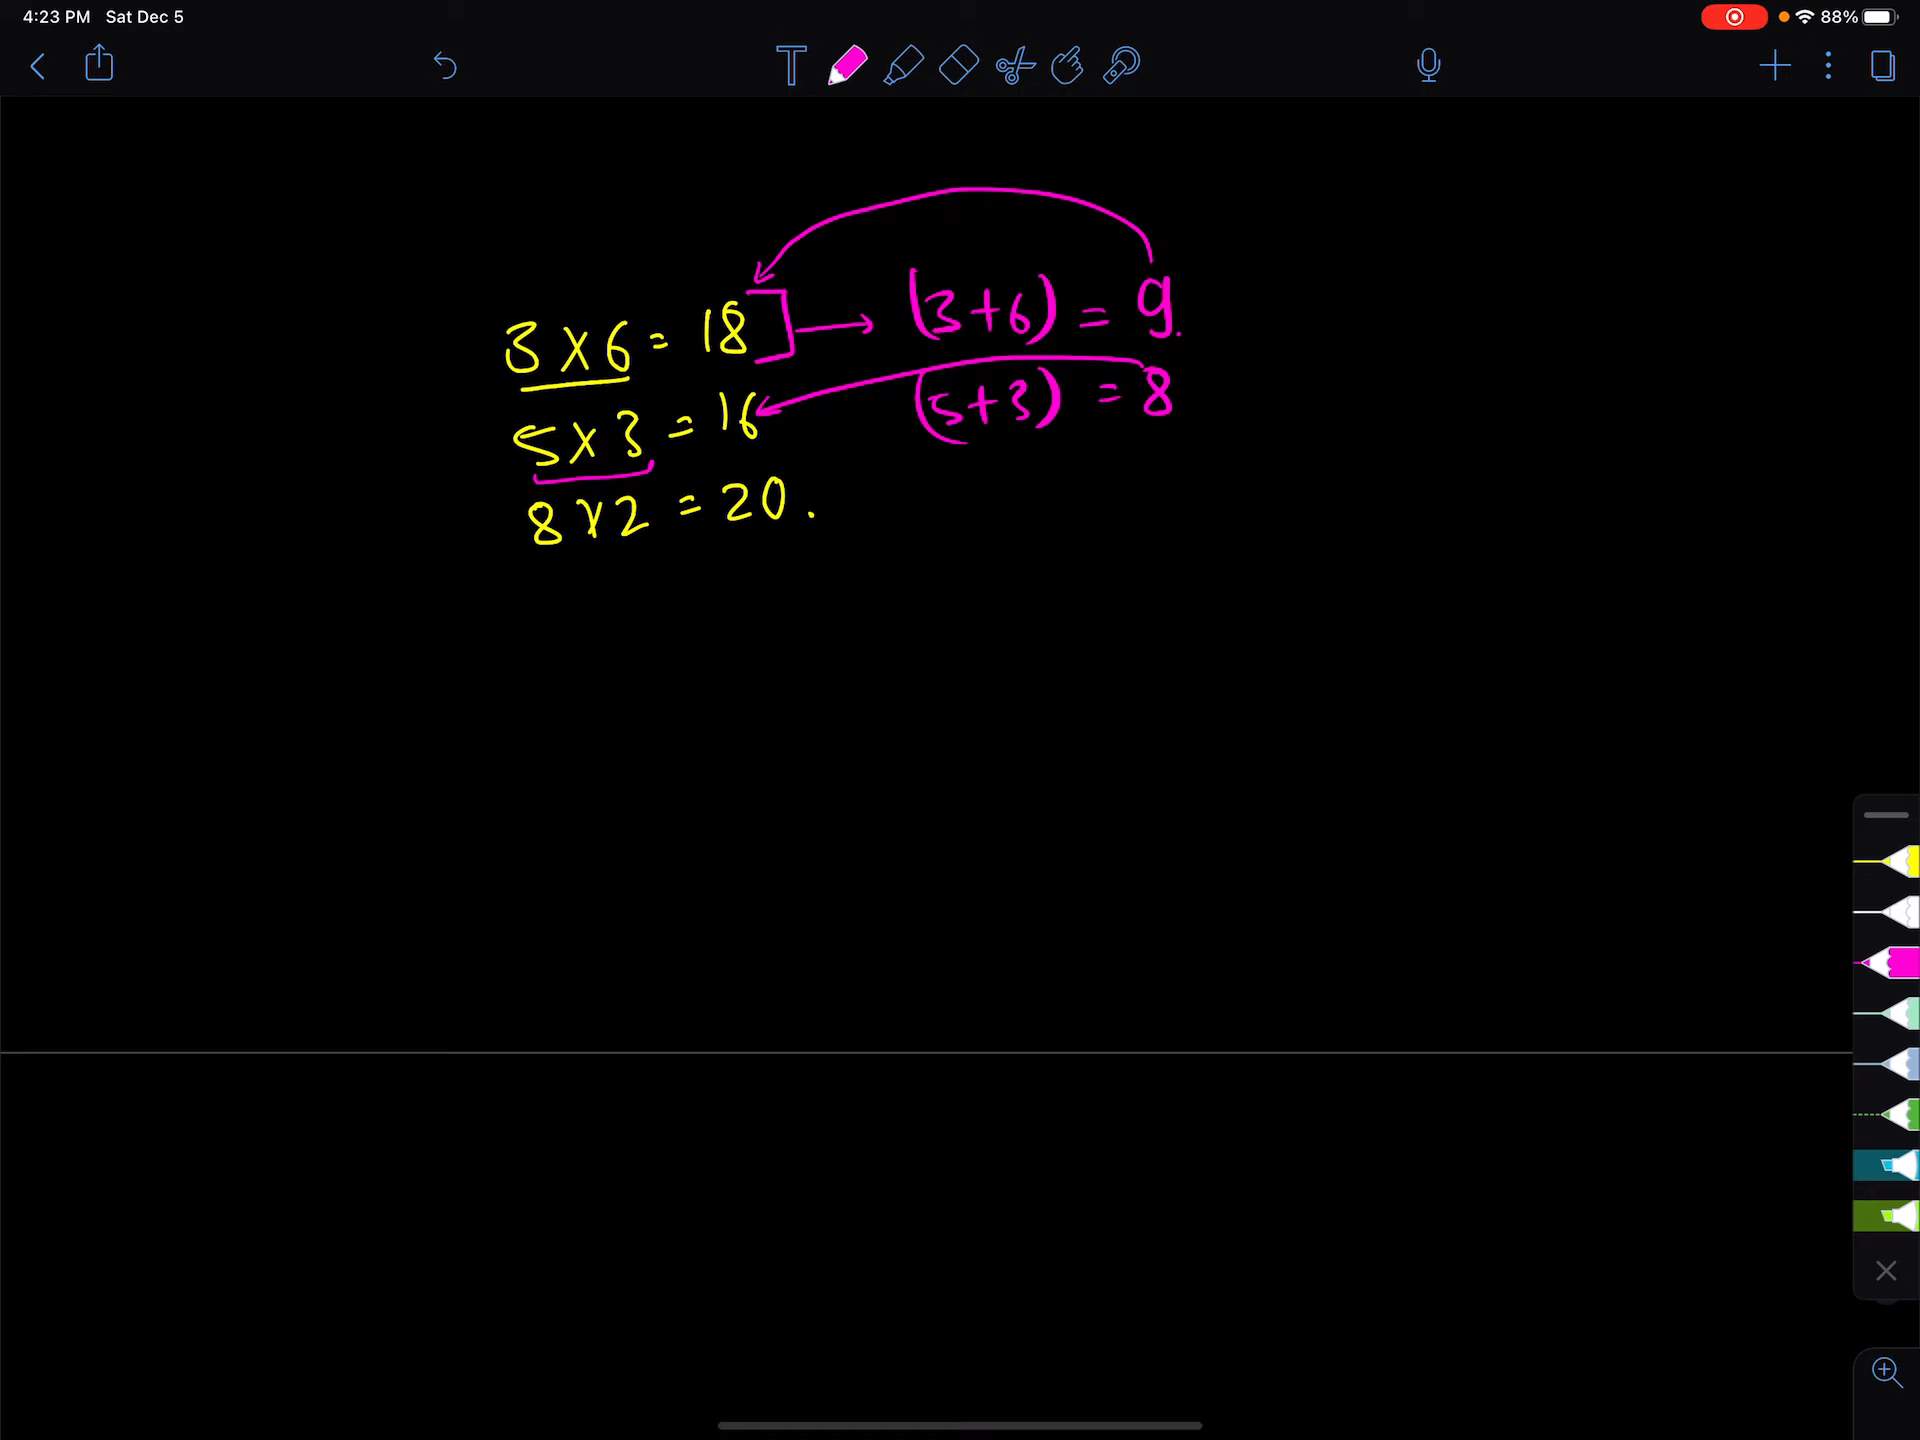 4:23 PM Sat Dec 5
88%
T
3 x 6 = 18 → (3+6) = 9.
5 x 3 = 16 (5+3) = 8
8 x 2 = 20.